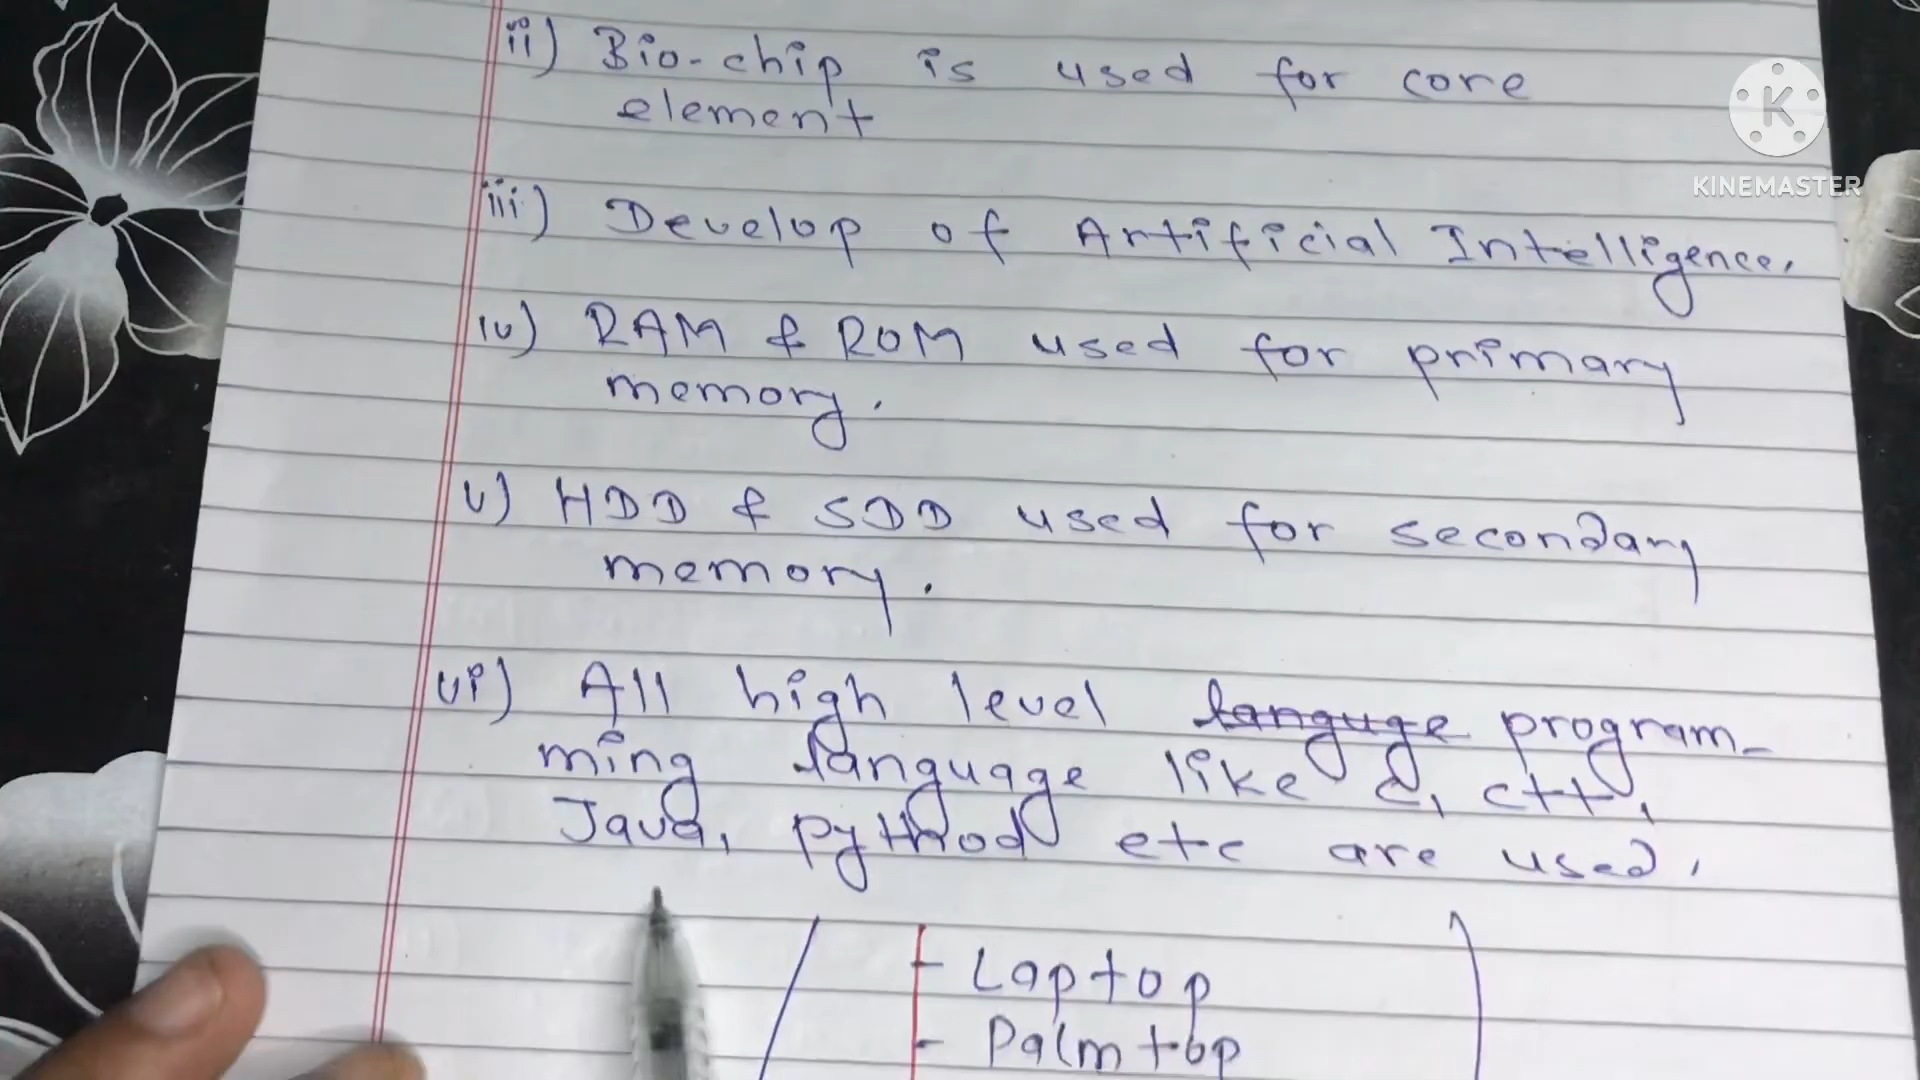 ii) Bio-chip is used for core
element
iii) Develop of Artificial Intelligence.
iv) RAM & ROM used for primary
memory.
v) HDD & SDD used for secondary
memory.
vi) All high level languge program-
ming language like C, C++,
Java, pythod etc are used.
- Laptop
- Palmtop
K
KINEMASTER